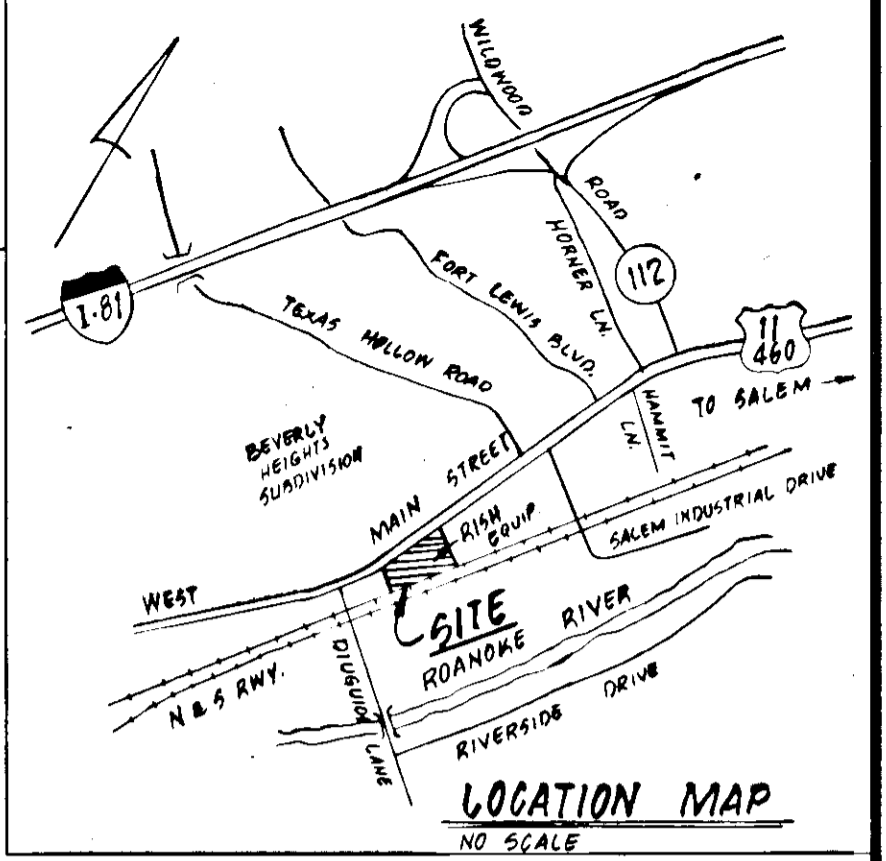 WILDWOOD
ROAD
HORNER LN.
112
I-81
FORT LEWIS BLVD.
TEXAS HOLLOW ROAD
11
460
TO SALEM
HAMMIT
LN.
BEVERLY
HEIGHTS
SUBDIVISION
MAIN STREET
RISH
EQUIP.
SALEM INDUSTRIAL DRIVE
WEST
SITE
ROANOKE RIVER
N & S RWY.
DIUGUID
LANE
RIVERSIDE DRIVE
LOCATION MAP
NO SCALE